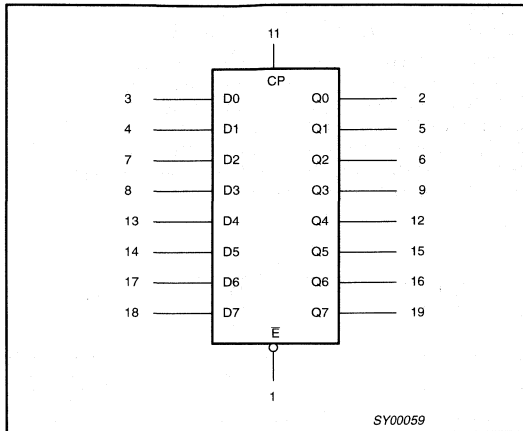 11
CP
3 D0 Q0 2
4 D1 Q1 5
7 D2 Q2 6
8 D3 Q3 9
13 D4 Q4 12
14 D5 Q5 15
17 D6 Q6 16
18 D7 Q7 19
E̅
1
SY00059